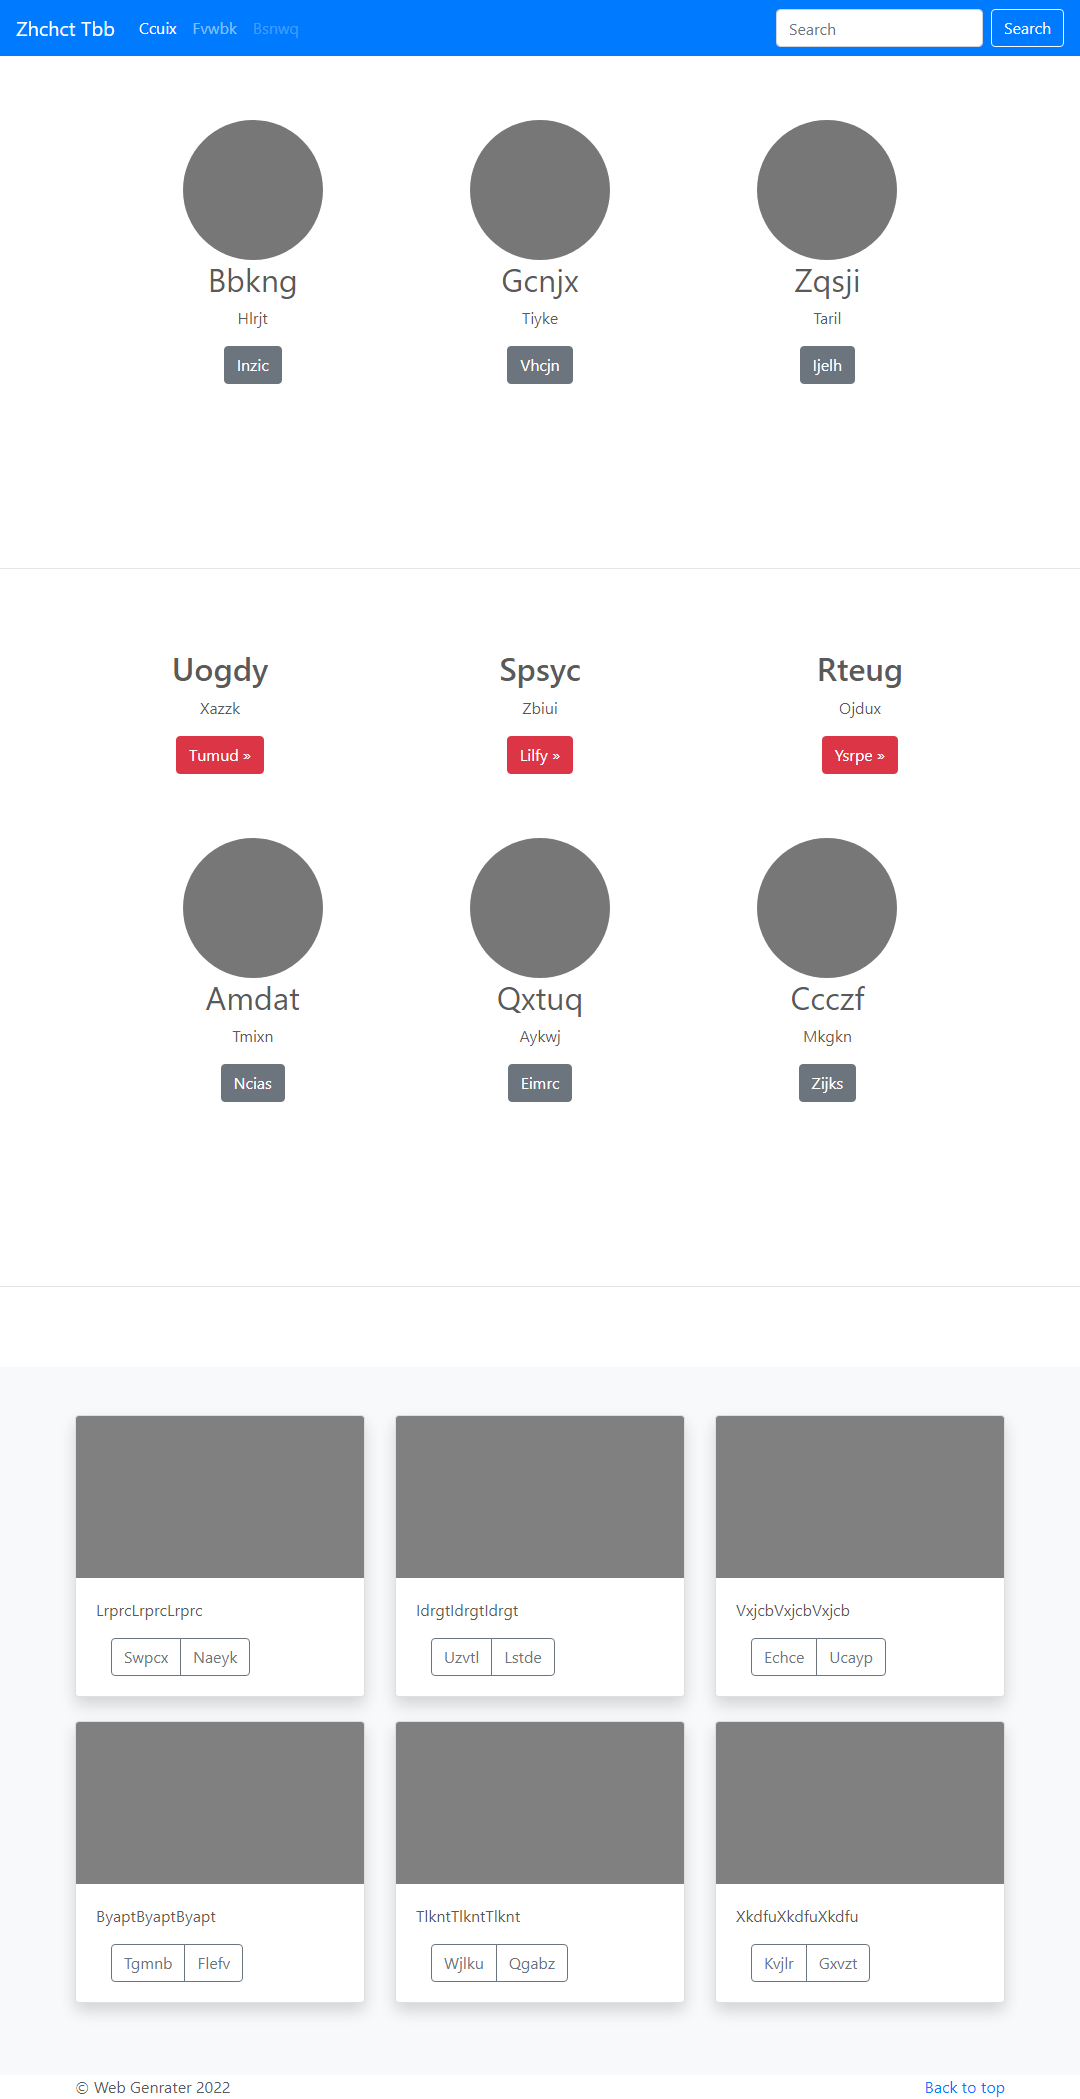 Zhchct Tbb Ccuix Fvwbk Bsnwq Search Search
Bbkng Gcnjx Zqsji
Hlrjt Tiyke Taril
Inzic Vhcjn Ijelh
Uogdy Spsyc Rteug
Xazzk Zbiui Ojdux
Tumud » Lilfy » Ysrpe »
Amdat Qxtuq Ccczf
Tmixn Aykwj Mkgkn
Ncias Eimrc Zijks
LrprcLrprcLrprc IdrgtIdrgtIdrgt VxjcbVxjcbVxjcb
Swpcx Naeyk Uzvtl Lstde Echce Ucayp
ByaptByaptByapt TlkntTlkntTlknt XkdfuXkdfuXkdfu
Tgmnb Flefv Wjlku Qgabz Kvjlr Gxvzt
© Web Genrater 2022 Back to top